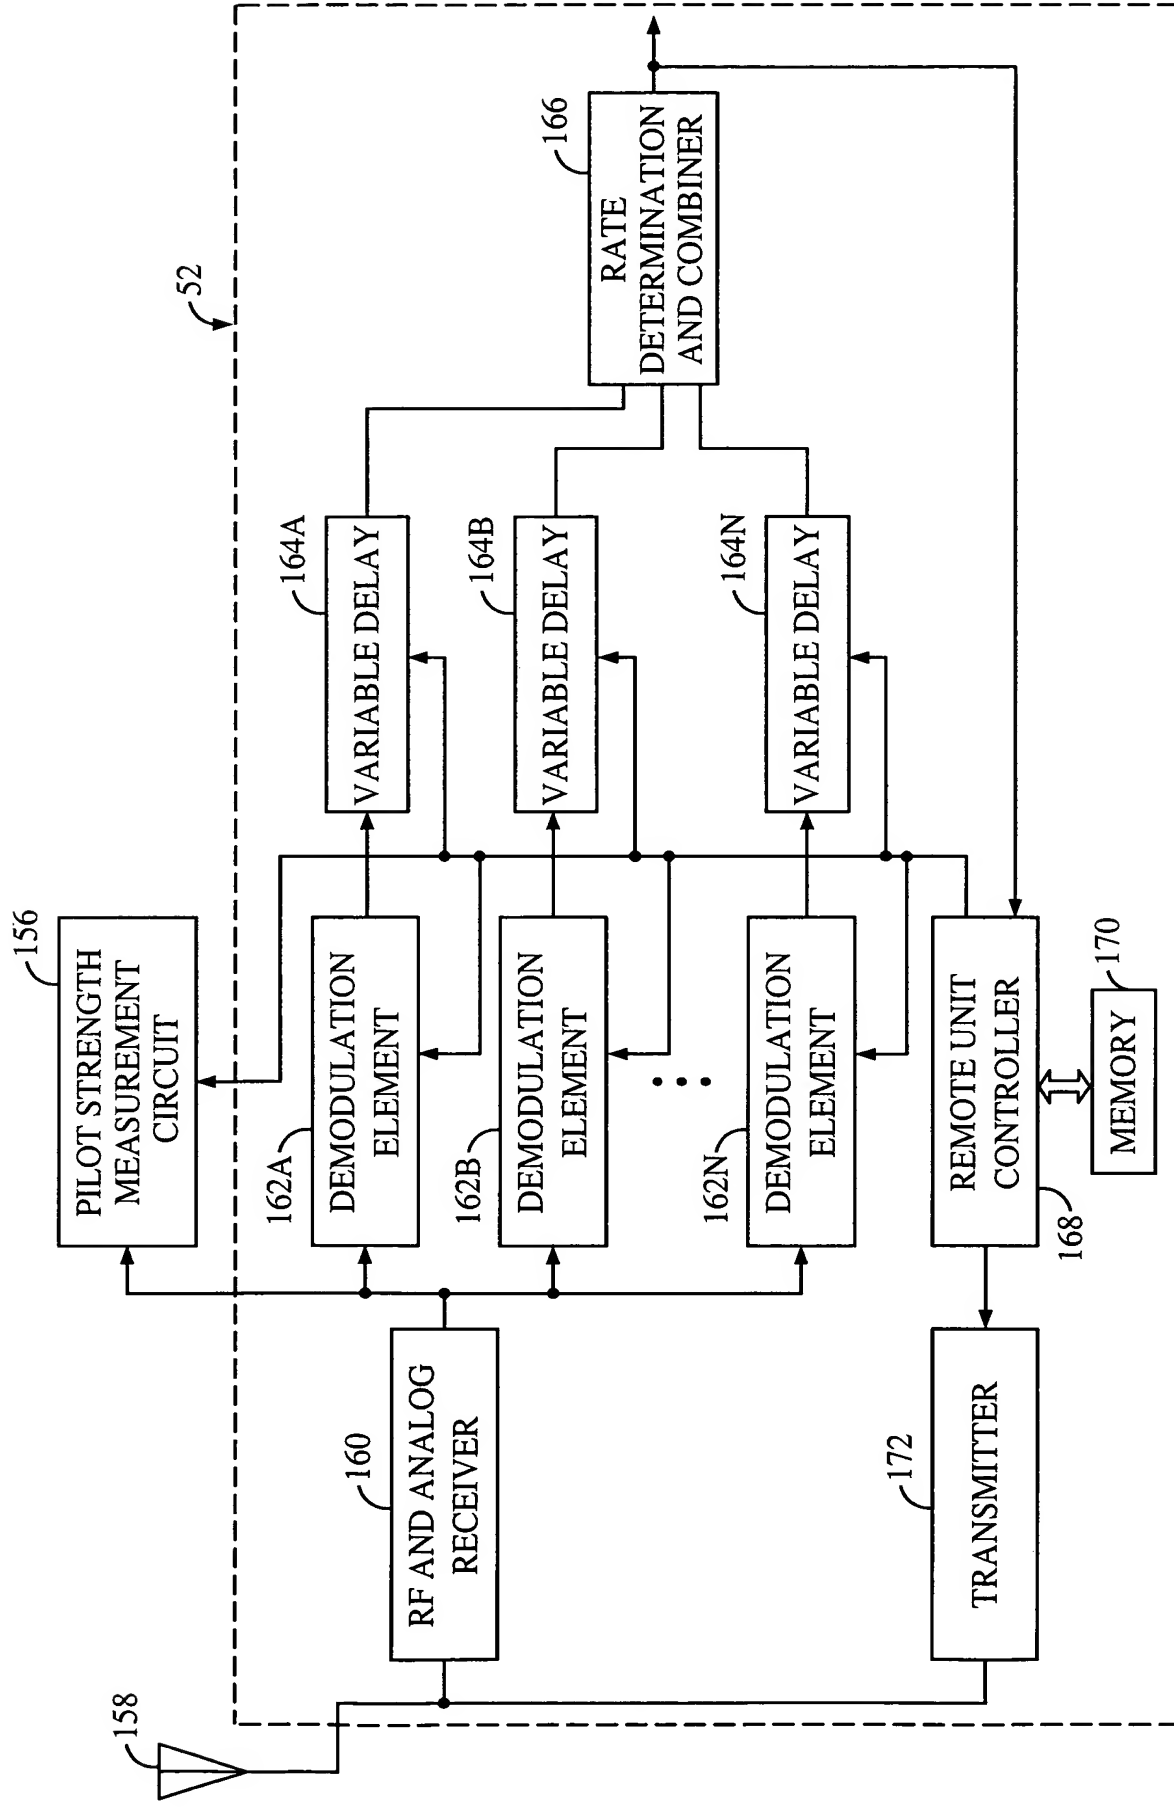 158
52
156
PILOT STRENGTH
MEASUREMENT
CIRCUIT
160
RF AND ANALOG
RECEIVER
162A
DEMODULATION
ELEMENT
164A
VARIABLE DELAY
162B
DEMODULATION
ELEMENT
164B
VARIABLE DELAY
162N
DEMODULATION
ELEMENT
164N
VARIABLE DELAY
166
RATE
DETERMINATION
AND COMBINER
172
TRANSMITTER
168
REMOTE UNIT
CONTROLLER
170
MEMORY